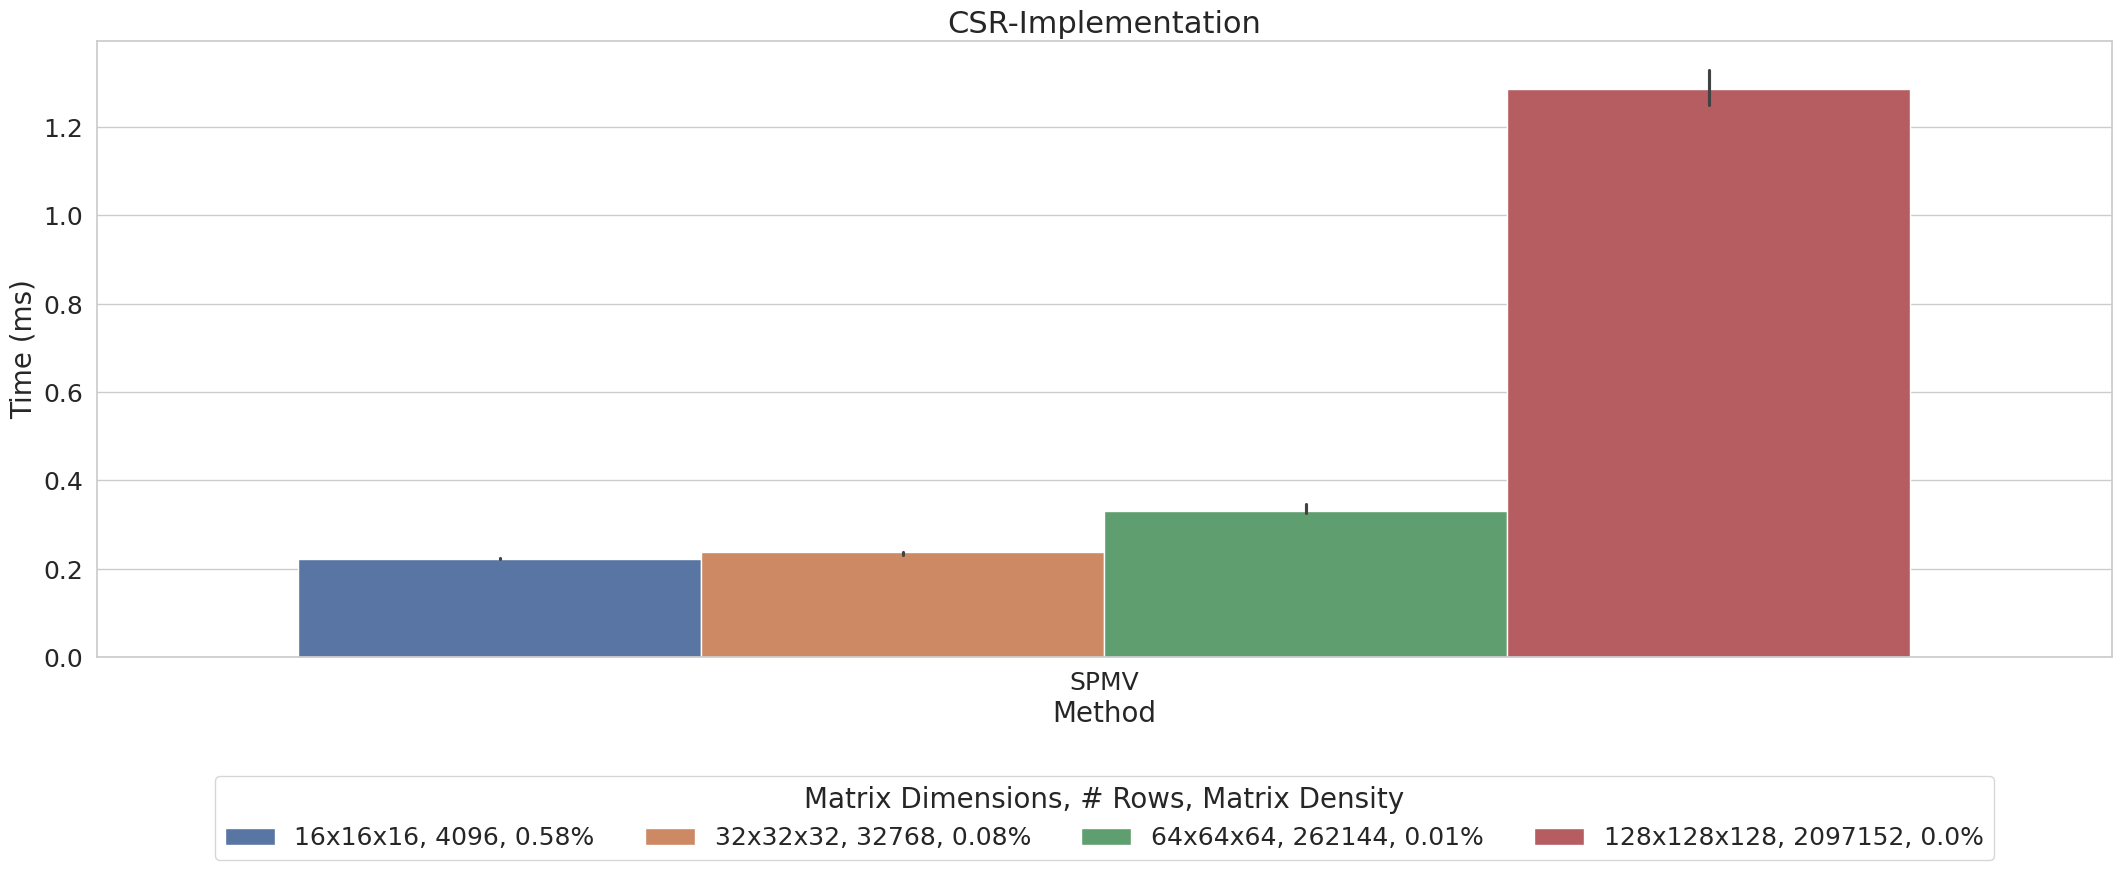 CSR-Implementation
Time (ms)
1.2
1.0
0.8
0.6
0.4
0.2
0.0
SPMV
Method
Matrix Dimensions, # Rows, Matrix Density
16x16x16, 4096, 0.58%
32x32x32, 32768, 0.08%
64x64x64, 262144, 0.01%
128x128x128, 2097152, 0.0%